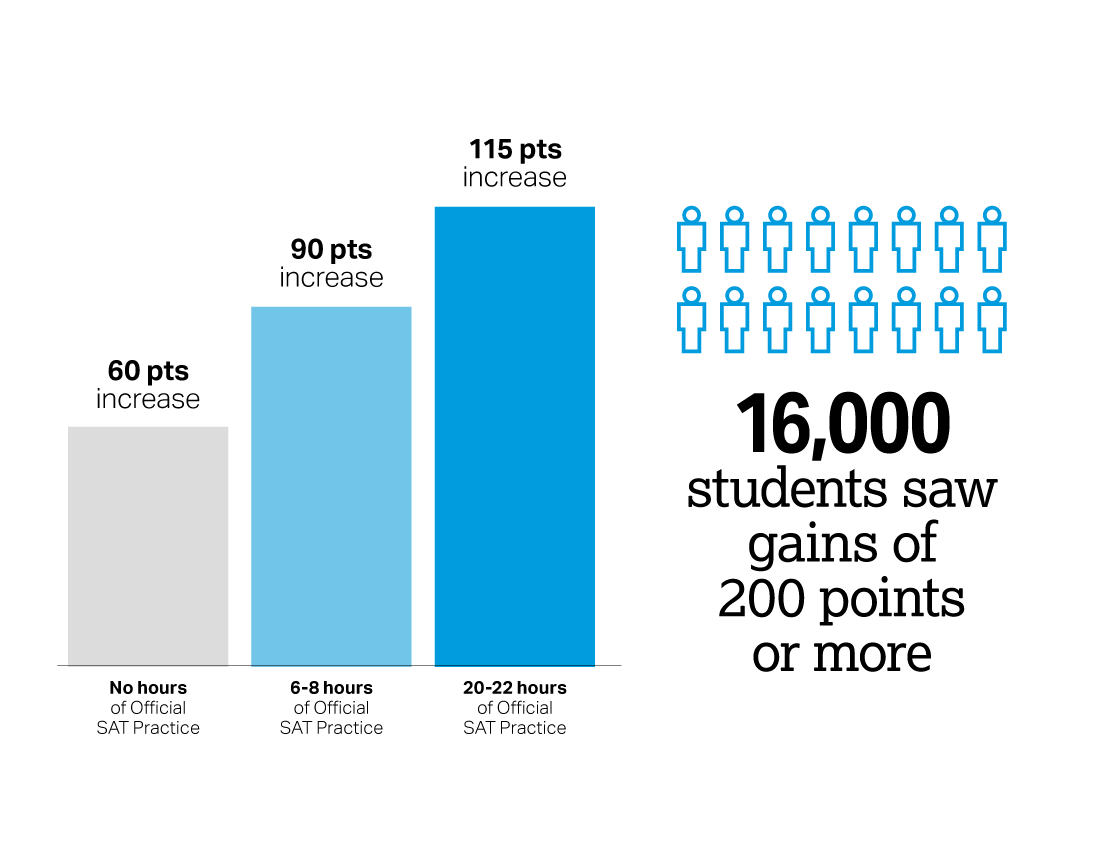 60 pts
increase
90 pts
increase
115 pts
increase
No hours
of Official
SAT Practice
6-8 hours
of Official
SAT Practice
20-22 hours
of Official
SAT Practice
16,000
students saw
gains of
200 points
or more